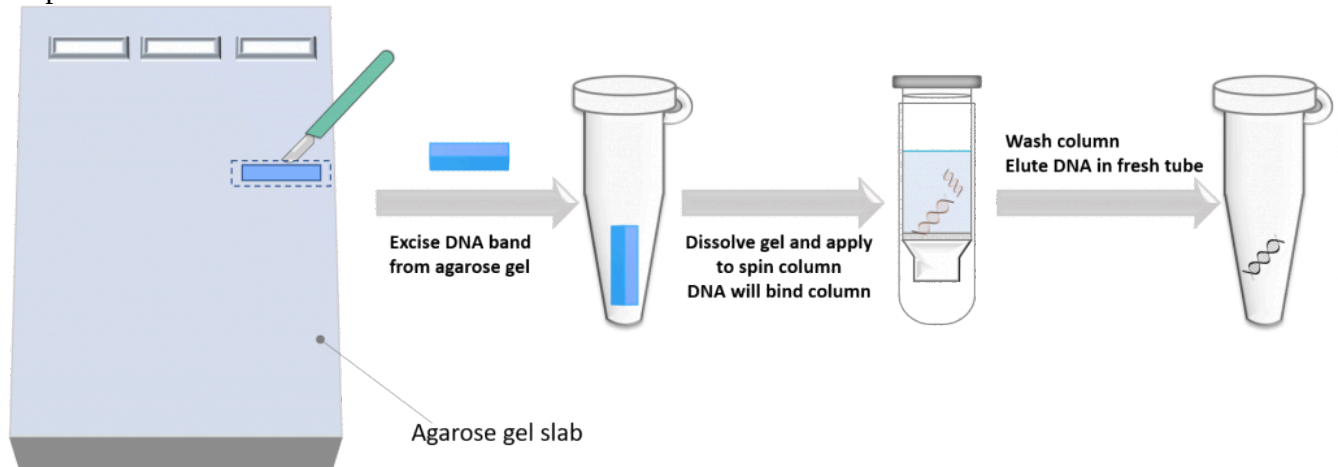 Excise DNA band
from agarose gel
Dissolve gel and apply
to spin column
DNA will bind column
Wash column
Elute DNA in fresh tube
Agarose gel slab